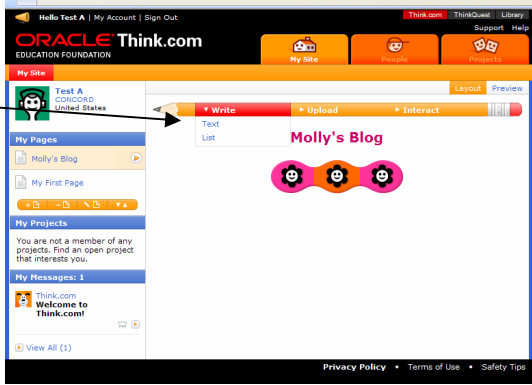 Hello Test A | My Account | Sign Out
Think.com ThinkQuest Library
Support Help
ORACLE Think.com
EDUCATION FOUNDATION
My Site People Projects
My Site
Layout Preview
Test A
CONCORD
United States
Write Upload Interact
Text
List
Molly's Blog
My Pages
Molly's Blog
My First Page
My Projects
You are not a member of any
projects. Find an open project
that interests you.
My Messages: 1
Think.com
Welcome to
Think.com!
View All (1)
Privacy Policy • Terms of Use • Safety Tips